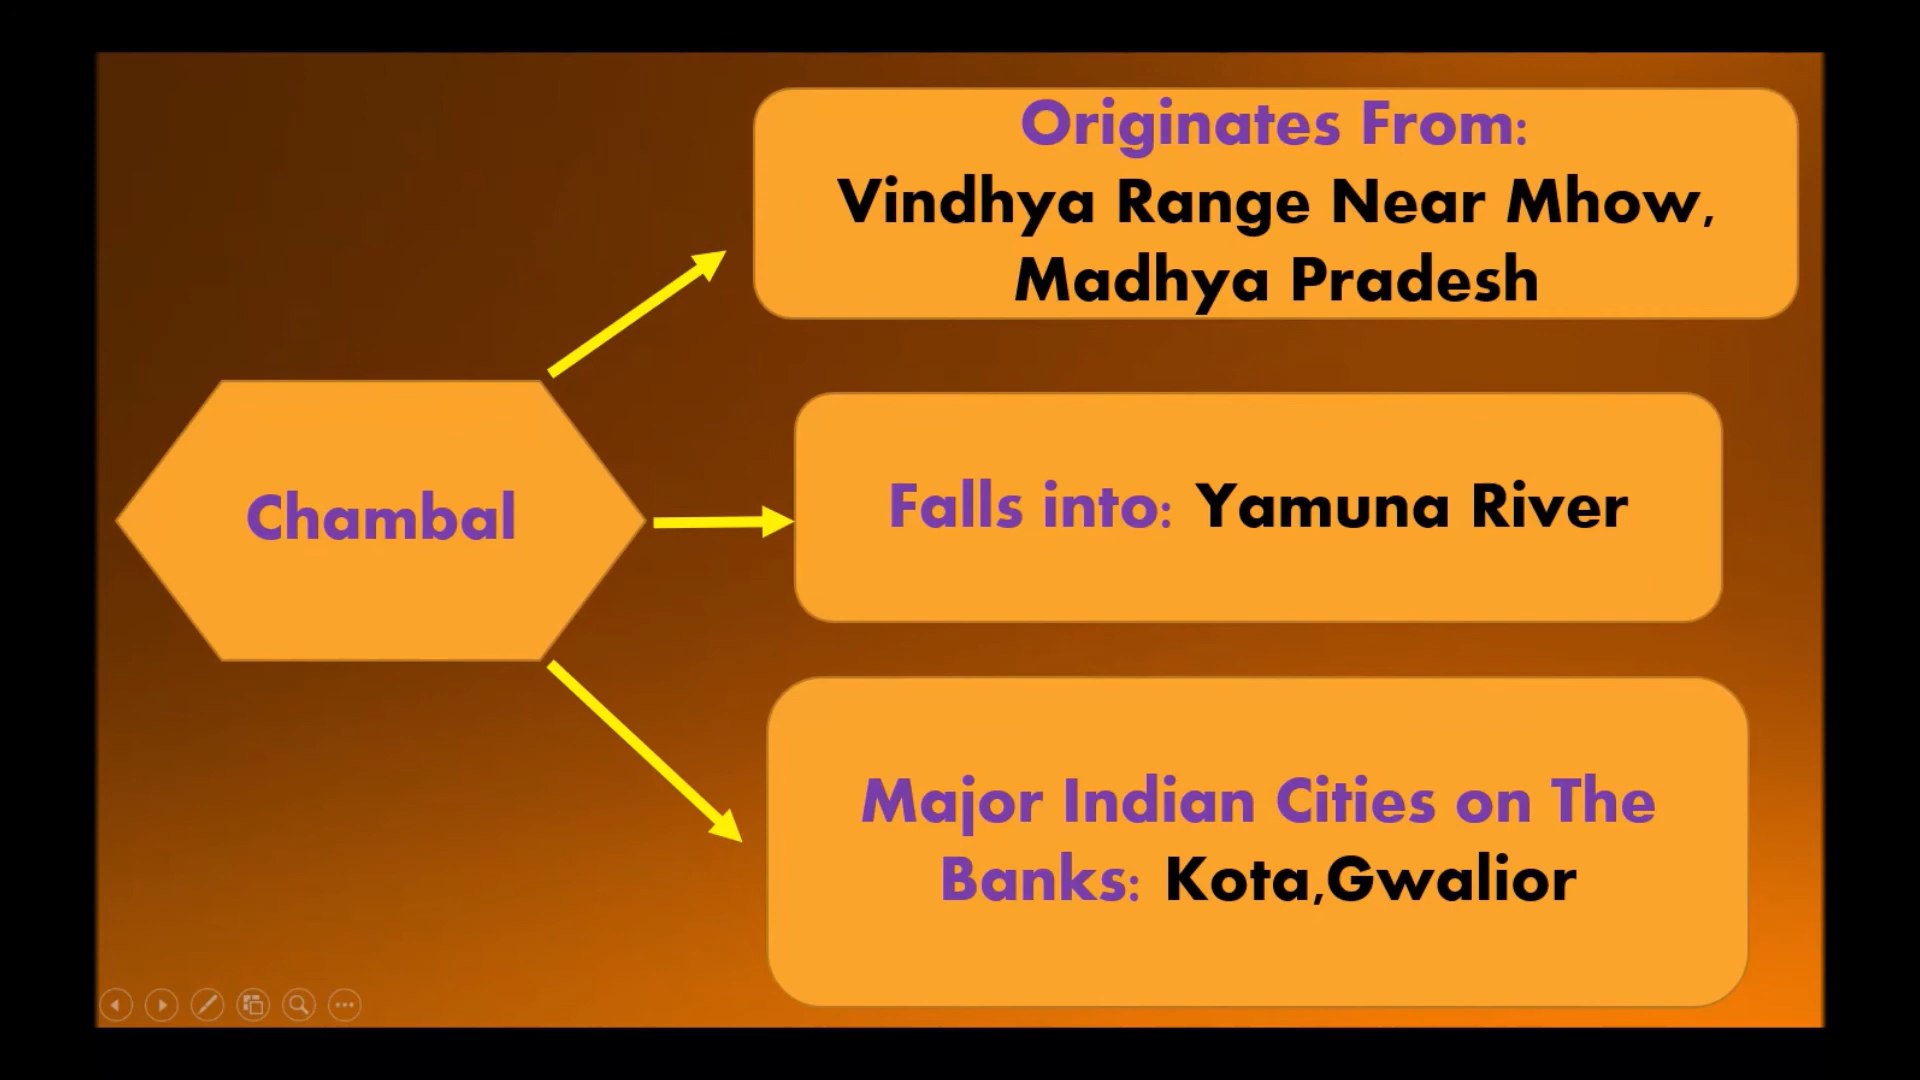 Originates From:
Vindhya Range Near Mhow,
Madhya Pradesh
Chambal
Falls into: Yamuna River
Major Indian Cities on The
Banks: Kota,Gwalior